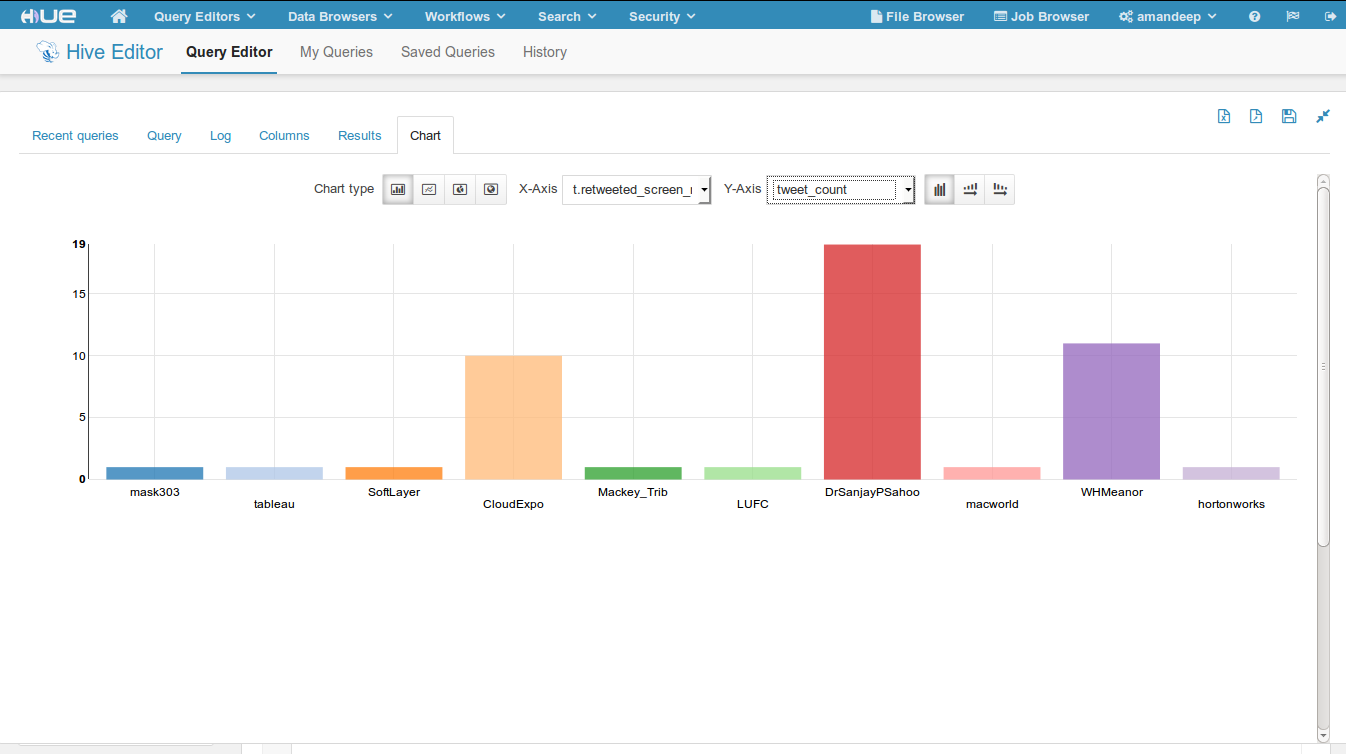 HUE Query Editors Data Browsers Workflows Search Security File Browser Job Browser amandeep
Hive Editor Query Editor My Queries Saved Queries History
Recent queries Query Log Columns Results Chart
Chart type X-Axis t.retweeted_screen_ Y-Axis tweet_count
19
15
10
5
0
mask303 SoftLayer Mackey_Trib DrSanjayPSahoo WHMeanor
tableau CloudExpo LUFC macworld hortonworks